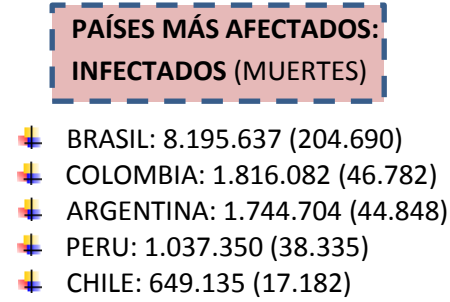 PAÍSES MÁS AFECTADOS:
INFECTADOS (MUERTES)
BRASIL: 8.195.637 (204.690)
COLOMBIA: 1.816.082 (46.782)
ARGENTINA: 1.744.704 (44.848)
PERU: 1.037.350 (38.335)
CHILE: 649.135 (17.182)